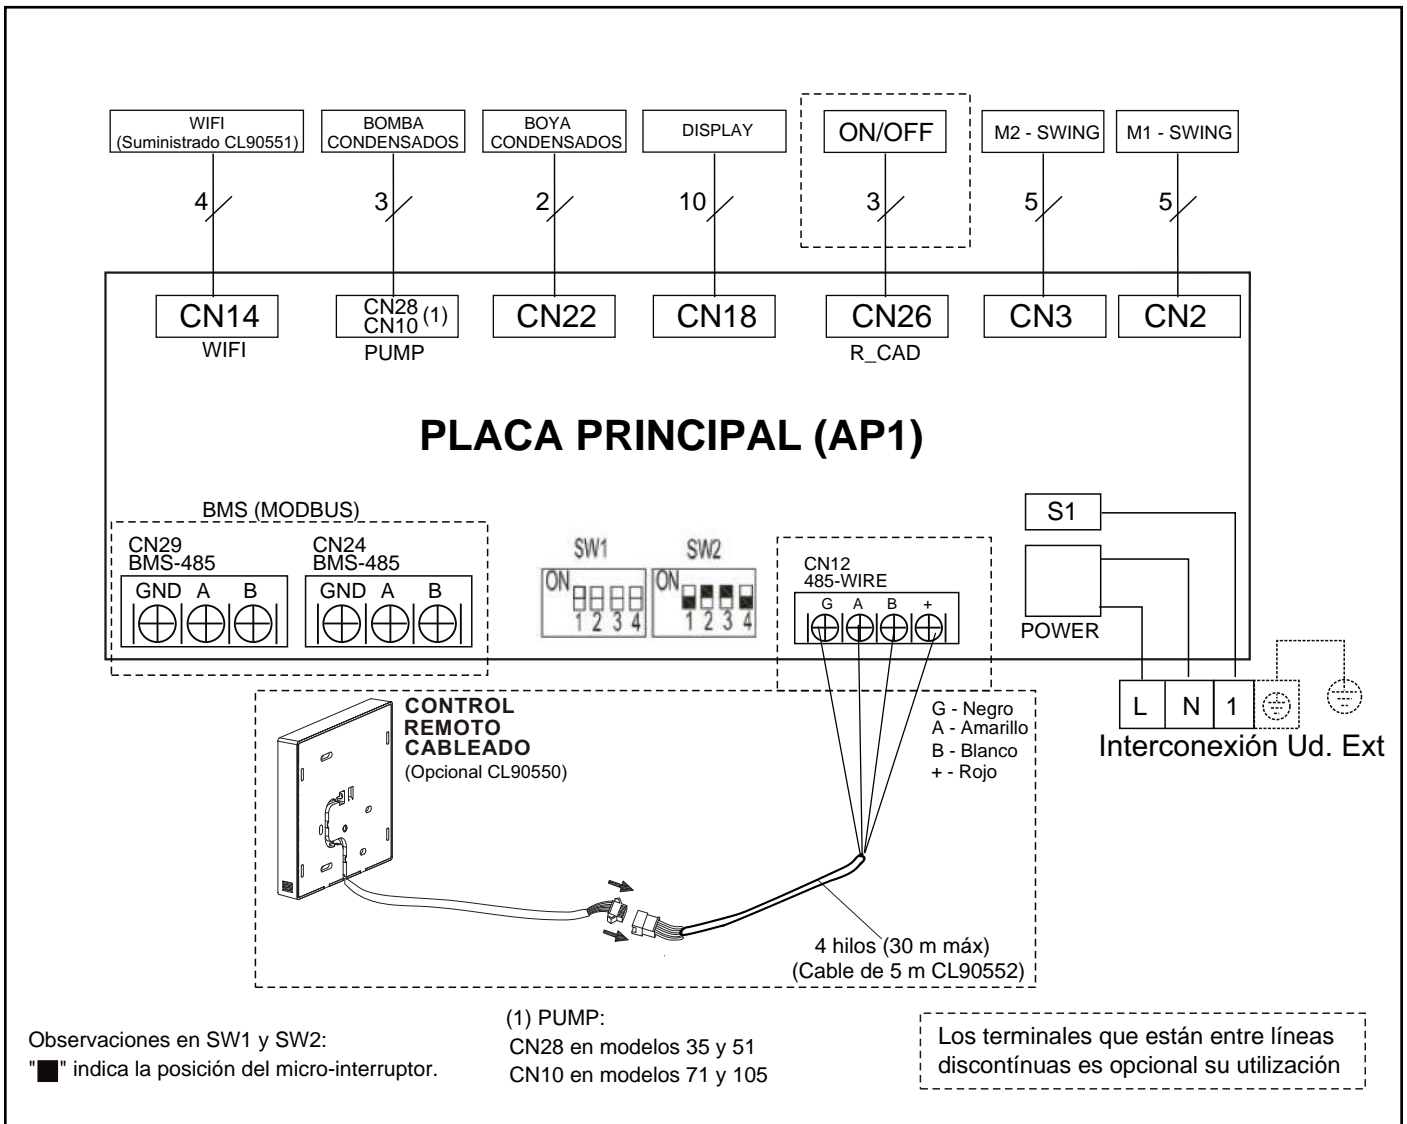 WIFI
(Suministrado CL90551)
BOMBA
CONDENSADOS
BOYA
CONDENSADOS
DISPLAY
ON/OFF
M2 - SWING
M1 - SWING
4
3
2
10
3
5
5
CN14
CN28
CN10 (1)
CN22
CN18
CN26
CN3
CN2
WIFI
PUMP
R_CAD
PLACA PRINCIPAL (AP1)
BMS (MODBUS)
CN29
BMS-485
GND A B
CN24
BMS-485
GND A B
SW1
ON
1 2 3 4
SW2
ON
1 2 3 4
CN12
485-WIRE
G A B +
S1
POWER
L N 1
Interconexión Ud. Ext
CONTROL
REMOTO
CABLEADO
(Opcional CL90550)
G - Negro
A - Amarillo
B - Blanco
+ - Rojo
4 hilos (30 m máx)
(Cable de 5 m CL90552)
Observaciones en SW1 y SW2:
"■" indica la posición del micro-interruptor.
(1) PUMP:
CN28 en modelos 35 y 51
CN10 en modelos 71 y 105
Los terminales que están entre líneas
discontínuas es opcional su utilización